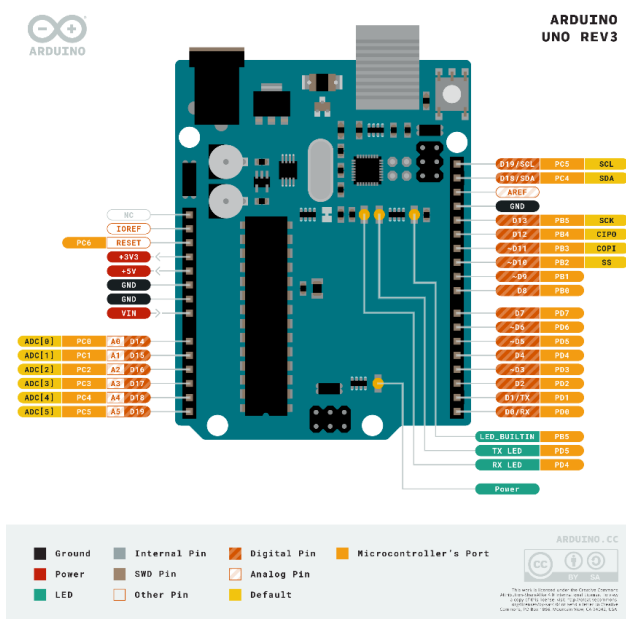 ARDUINO
ARDUINO
UNO REV3
D19/SCL PC5 SCL
D18/SDA PC4 SDA
AREF
GND
D13 PB5 SCK
D12 PB4 CIPO
~D11 PB3 COPI
~D10 PB2 SS
~D9 PB1
D8 PB0
NC
IOREF
PC6 RESET
+3V3
+5V
GND
GND
VIN
ADC[0] PC0 A0 D14
ADC[1] PC1 A1 D15
ADC[2] PC2 A2 D16
ADC[3] PC3 A3 D17
ADC[4] PC4 A4 D18
ADC[5] PC5 A5 D19
D7 PD7
~D6 PD6
~D5 PD5
D4 PD4
~D3 PD3
D2 PD2
D1/TX PD1
D0/RX PD0
LED_BUILTIN PB5
TX LED PD5
RX LED PD4
Power
Ground
Power
LED
Internal Pin
SWD Pin
Other Pin
Digital Pin
Analog Pin
Default
Microcontroller's Port
ARDUINO.CC
CC
BY SA